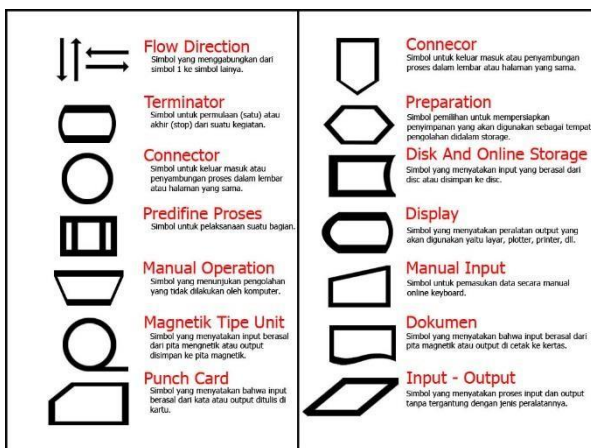 Flow Direction
Simbol yang menggabungkan dari
simbol 1 ke simbol lainya.
Terminator
Simbol untuk permulaan (satu) atau
akhir (stop) dari suatu kegiatan.
Connector
Simbol untuk keluar masuk atau
penyambungan proses dalam lembar
atau halaman yang sama.
Predifine Proses
Simbol untuk pelaksanaan suatu bagian.
Manual Operation
Simbol yang menunjukan pengolahan
yang tidak dilakukan oleh komputer.
Magnetik Tipe Unit
Simbol yang menyatakan input berasal
dari pita mengnetik atau output
disimpan ke pita magnetik.
Punch Card
Simbol yang menyatakan bahwa input
berasal dari kata atau output ditulis di
kartu.
Connecor
Simbol untuk keluar masuk atau penyambungan
proses dalam lembar atau halaman yang sama.
Preparation
Simbol pemilihan untuk mempersiapkan
penyimpanan yang akan digunakan sebagai tempat
pengolahan didalam storage.
Disk And Online Storage
Simbol yang menyatakan input yang berasal dari
disc atau disimpan ke disc.
Display
Simbol yang menyatakan peralatan output yang
akan digunakan yaitu layar, plotter, printer, dll.
Manual Input
Simbol untuk pemasukan data secara manual
online keyboard.
Dokumen
Simbol yang menyatakan bahwa input berasal dari
pita magnetik atau output di cetak ke kertas.
Input - Output
Simbol yang menyatakan proses input dan output
tanpa tergantung dengan jenis peralatannya.